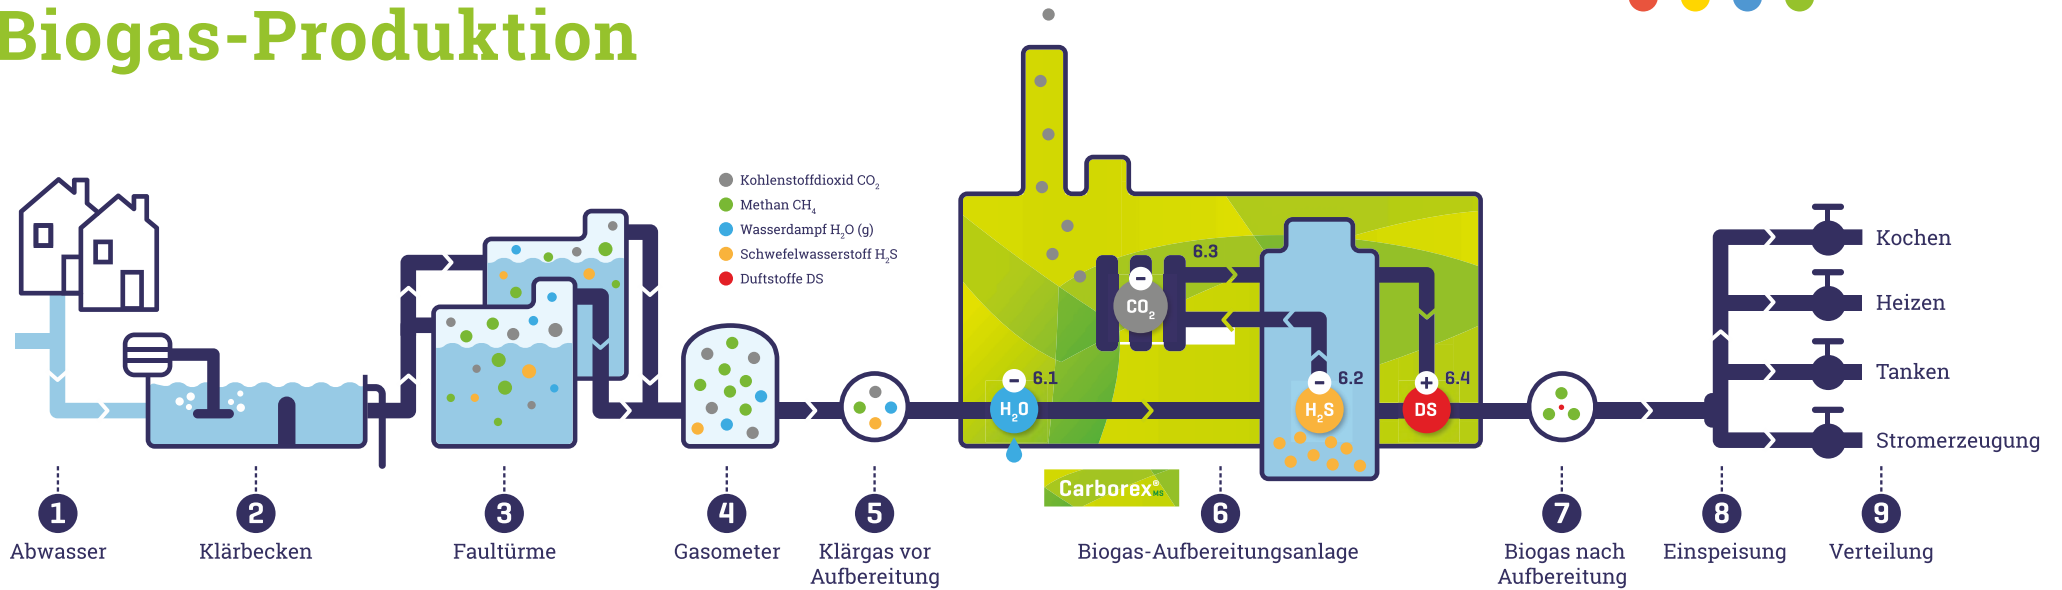 Biogas-Produktion
Kohlenstoffdioxid CO₂
Methan CH₄
Wasserdampf H₂O (g)
Schwefelwasserstoff H₂S
Duftstoffe DS
6.3
CO₂
6.1
H₂O
6.2
H₂S
6.4
DS
Kochen
Heizen
Tanken
Stromerzeugung
Carborex® MS
1
Abwasser
2
Klärbecken
3
Faultürme
4
Gasometer
5
Klärgas vor
Aufbereitung
6
Biogas-Aufbereitungsanlage
7
Biogas nach
Aufbereitung
8
Einspeisung
9
Verteilung